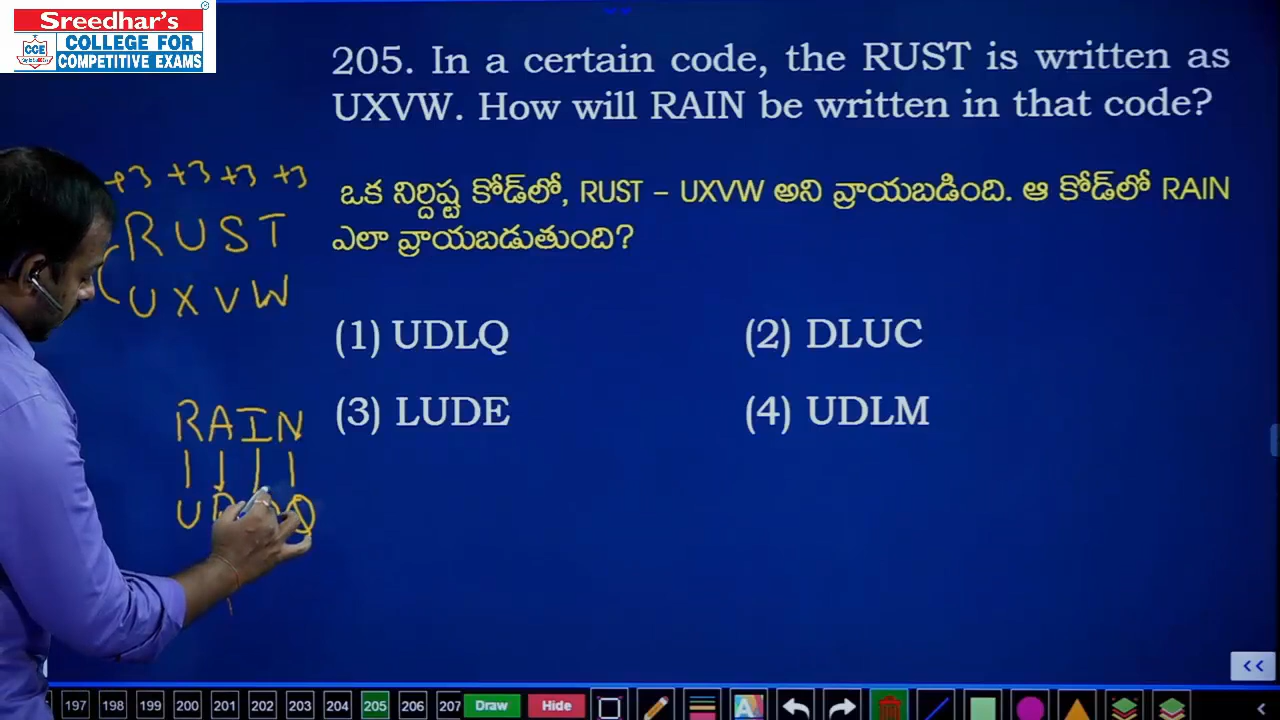 Sreedhar's
CCE
COLLEGE FOR
COMPETITIVE EXAMS
205. In a certain code, the RUST is written as
UXVW. How will RAIN be written in that code?
ఒక నిర్దిష్ట కోడ్‌లో, RUST – UXVW అని వ్రాయబడింది. ఆ కోడ్‌లో RAIN
ఎలా వ్రాయబడుతుంది?
(1) UDLQ
(2) DLUC
(3) LUDE
(4) UDLM
+3 +3 +3 +3
RUST
UXVW
RAIN
U
197 198 199 200 201 202 203 204 205 206 207 Draw Hide
<<